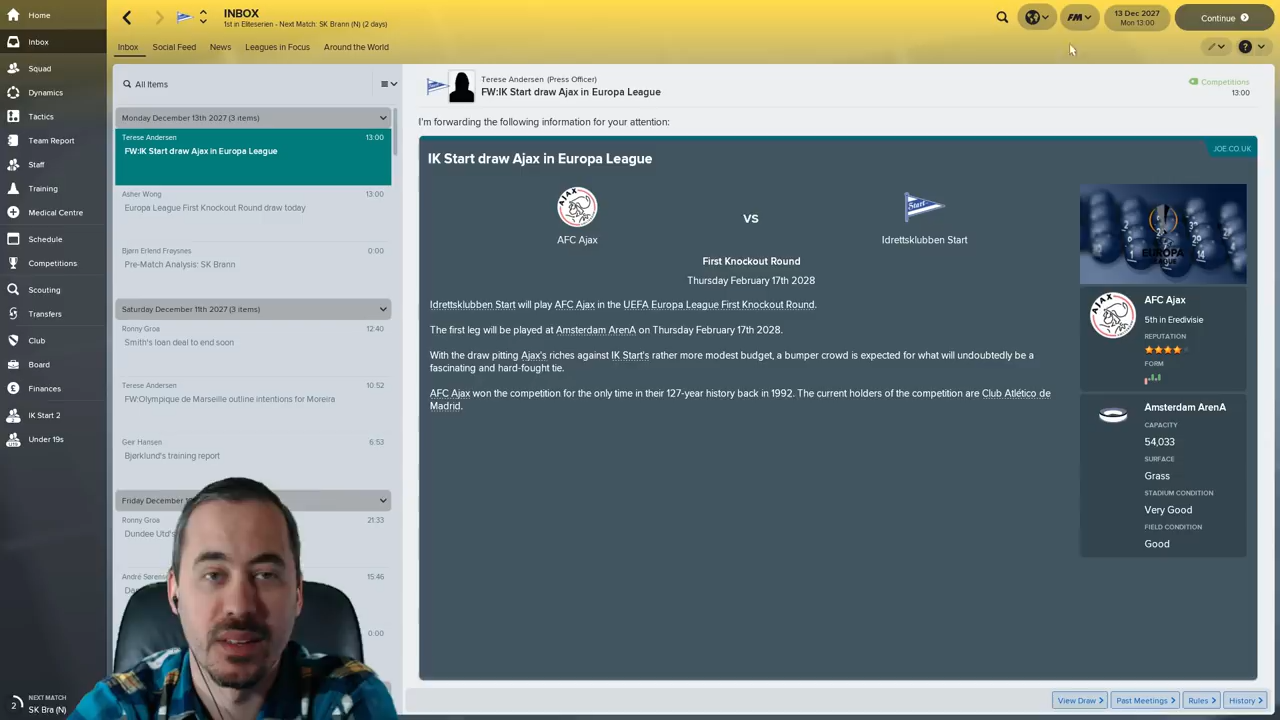 Home
Inbox
Squad
Dynamics
Tactics
Team Report
Staff
Training
Medical Centre
Schedule
Competitions
Scouting
Transfers
Club
Board
Finances
IK Start 2
Under 19s
2
NEXT MATCH
SK Bra (N)
INBOX
1st in Eliteserien - Next Match: SK Brann (N) (2 days)
FM
13 Dec 2027
Mon 13:00
Continue
Inbox
Social Feed
News
Leagues in Focus
Around the World
?
All Items
Monday December 13th 2027 (3 items)
Terese Andersen
13:00
FW:IK Start draw Ajax in Europa League
Asher Wong
13:00
Europa League First Knockout Round draw today
Bjørn Erlend Frøysnes
0:00
Pre-Match Analysis: SK Brann
Saturday December 11th 2027 (3 items)
Ronny Groa
12:40
Smith's loan deal to end soon
Terese Andersen
10:52
FW:Olympique de Marseille outline intentions for Moreira
Geir Hansen
6:53
Bjørklund's training report
Friday December
Ronny Groa
21:33
Dundee Utd's
15:46
0:00
Terese Andersen (Press Officer)
FW:IK Start draw Ajax in Europa League
Competitions
13:00
I'm forwarding the following information for your attention:
IK Start draw Ajax in Europa League
JOE.CO.UK
AJAX
Start
VS
AFC Ajax
Idrettsklubben Start
First Knockout Round
Thursday February 17th 2028
Idrettsklubben Start will play AFC Ajax in the UEFA Europa League First Knockout Round.
The first leg will be played at Amsterdam ArenA on Thursday February 17th 2028.
With the draw pitting Ajax's riches against IK Start's rather more modest budget, a bumper crowd is expected for what will undoubtedly be a
fascinating and hard-fought tie.
AFC Ajax won the competition for the only time in their 127-year history back in 1992. The current holders of the competition are Club Atlético de
Madrid.
EUROPA
LEAGUE
AFC Ajax
5th in Eredivisie
REPUTATION
FORM
Amsterdam ArenA
CAPACITY
54,033
SURFACE
Grass
STADIUM CONDITION
Very Good
FIELD CONDITION
Good
View Draw
Past Meetings
Rules
History